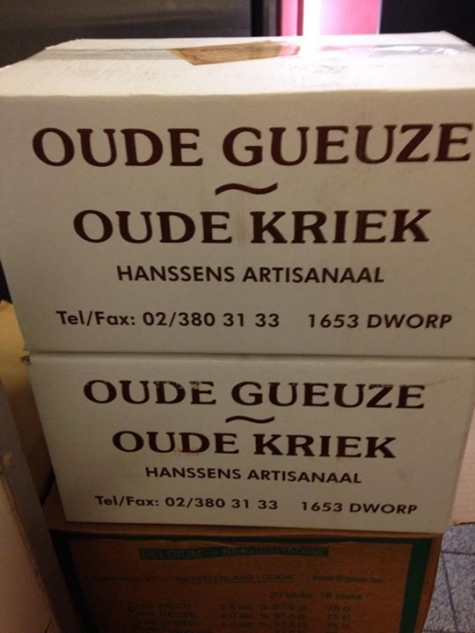 OUDE GUEUZE
~
OUDE KRIEK
HANSSENS ARTISANAAL
Tel/Fax: 02/380 31 33 1653 DWORP
OUDE GUEUZE
~
OUDE KRIEK
HANSSENS ARTISANAAL
Tel/Fax: 02/380 31 33 1653 DWORP
BELGIUM